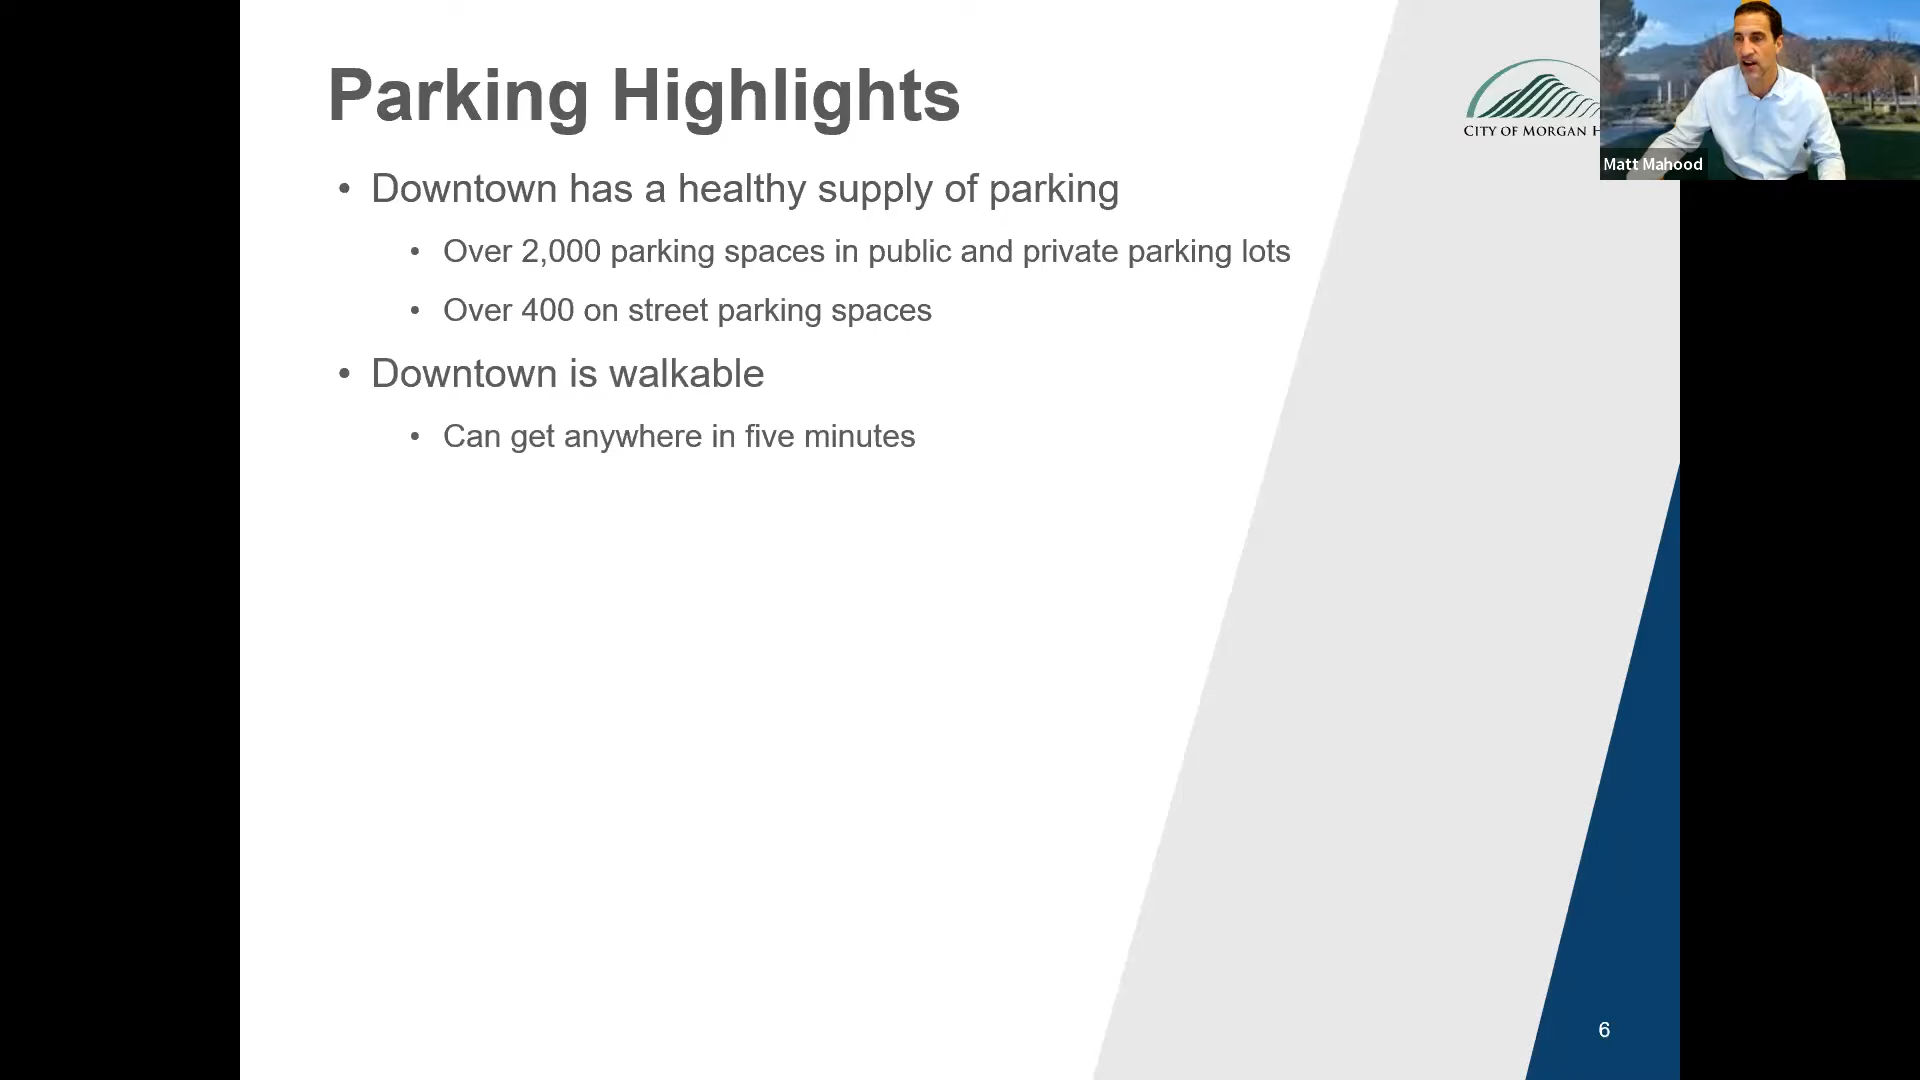 Parking Highlights
CITY OF MORGAN H
Matt Mahood
• Downtown has a healthy supply of parking
• Over 2,000 parking spaces in public and private parking lots
• Over 400 on street parking spaces
• Downtown is walkable
• Can get anywhere in five minutes
6